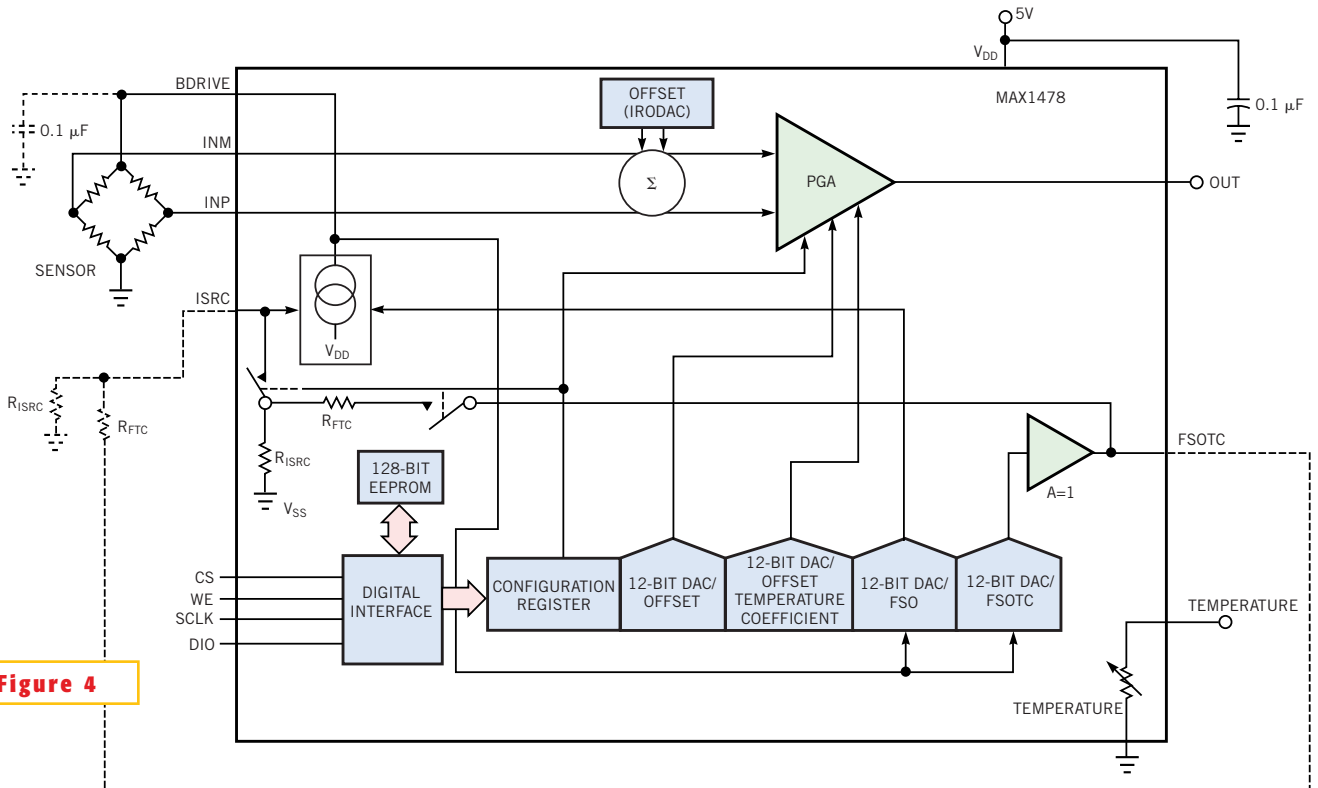 5V
VDD
BDRIVE
OFFSET
(IRODAC)
MAX1478
0.1 µF
0.1 µF
INM
Σ
PGA
OUT
INP
SENSOR
ISRC
VDD
RISRC
RFTC
RFTC
RISRC
VSS
128-BIT
EEPROM
A=1
FSOTC
CS
WE
SCLK
DIO
DIGITAL
INTERFACE
CONFIGURATION
REGISTER
12-BIT DAC/
OFFSET
12-BIT DAC/
OFFSET
TEMPERATURE
COEFFICIENT
12-BIT DAC/
FSO
12-BIT DAC/
FSOTC
TEMPERATURE
TEMPERATURE
Figure 4